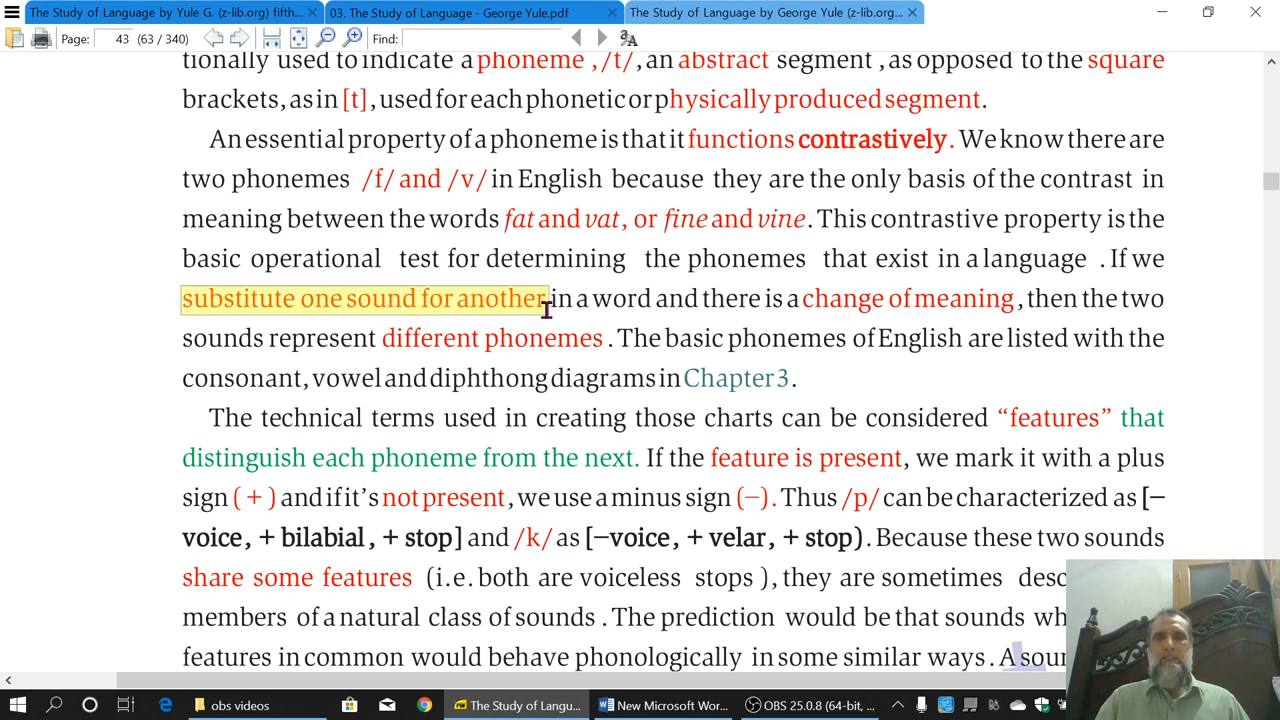 The Study of Language by Yule G. (z-lib.org) fifth...
03. The Study of Language - George Yule.pdf
The Study of Language by George Yule (z-lib.org...
Page: 43 (63 / 340) Find:
tionally used to indicate a phoneme ,/t/, an abstract segment , as opposed to the square
brackets, as in [t], used for each phonetic or physically produced segment.
An essential property of a phoneme is that it functions contrastively. We know there are
two phonemes /f/ and /v/ in English because they are the only basis of the contrast in
meaning between the words fat and vat, or fine and vine. This contrastive property is the
basic operational test for determining the phonemes that exist in a language . If we
substitute one sound for another in a word and there is a change of meaning , then the two
sounds represent different phonemes . The basic phonemes of English are listed with the
consonant, vowel and diphthong diagrams in Chapter 3.
The technical terms used in creating those charts can be considered “features” that
distinguish each phoneme from the next. If the feature is present, we mark it with a plus
sign ( + ) and if it’s not present , we use a minus sign (−). Thus /p/ can be characterized as [−
voice, + bilabial, + stop] and /k/ as [−voice, + velar, + stop). Because these two sounds
share some features (i.e. both are voiceless stops ), they are sometimes desc
members of a natural class of sounds . The prediction would be that sounds wh
features in common would behave phonologically in some similar ways . A soun
obs videos
The Study of Langu...
New Microsoft Wor...
OBS 25.0.8 (64-bit, ...